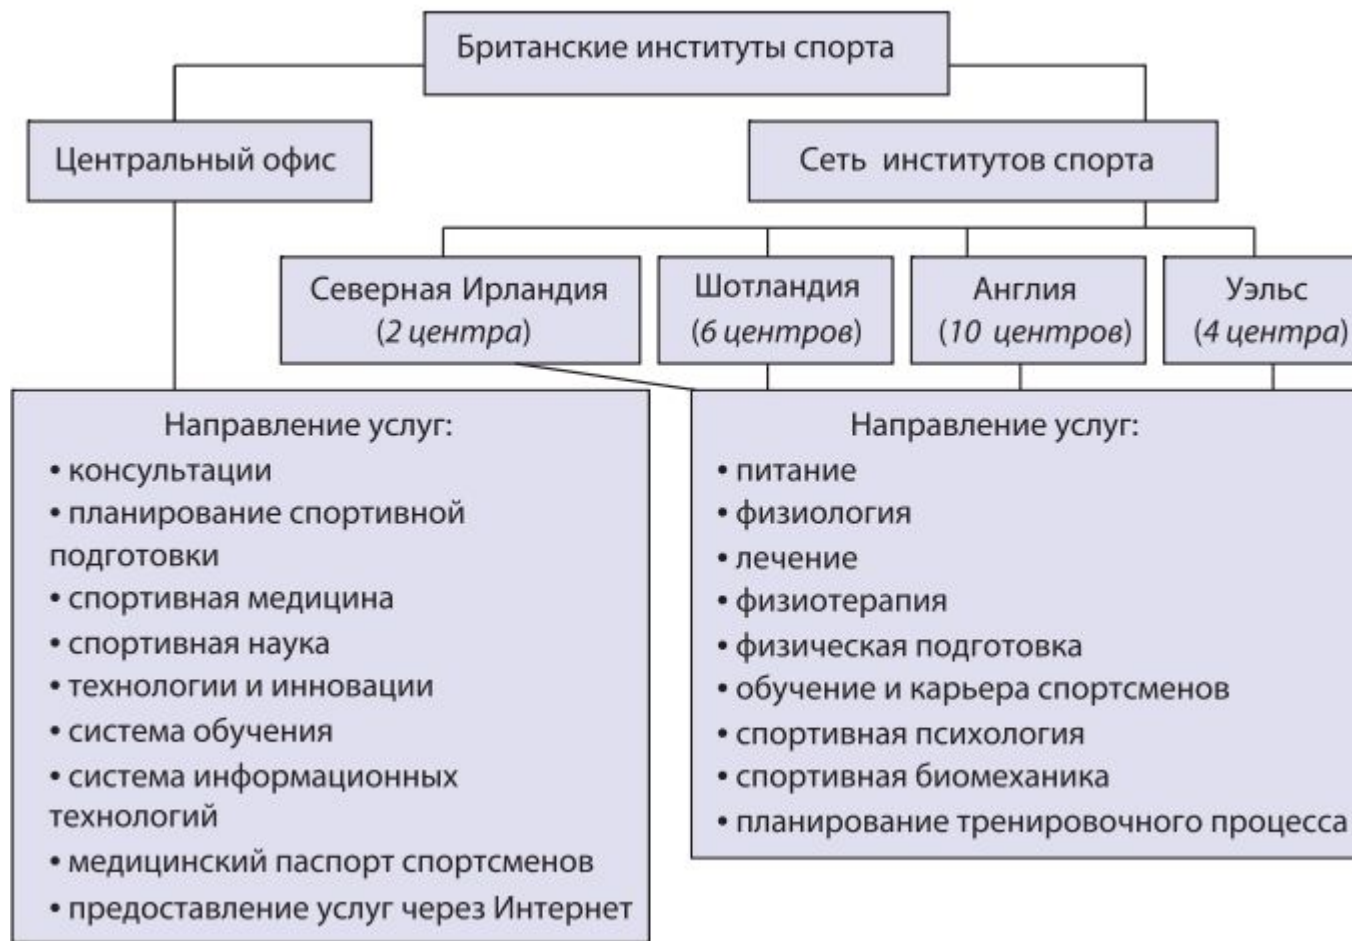 Британские институты спорта
Центральный офис
Сеть институтов спорта
Северная Ирландия
(2 центра)
Шотландия
(6 центров)
Англия
(10 центров)
Уэльс
(4 центра)
Направление услуг:
• консультации
• планирование спортивной
подготовки
• спортивная медицина
• спортивная наука
• технологии и инновации
• система обучения
• система информационных
технологий
• медицинский паспорт спортсменов
• предоставление услуг через Интернет
Направление услуг:
• питание
• физиология
• лечение
• физиотерапия
• физическая подготовка
• обучение и карьера спортсменов
• спортивная психология
• спортивная биомеханика
• планирование тренировочного процесса